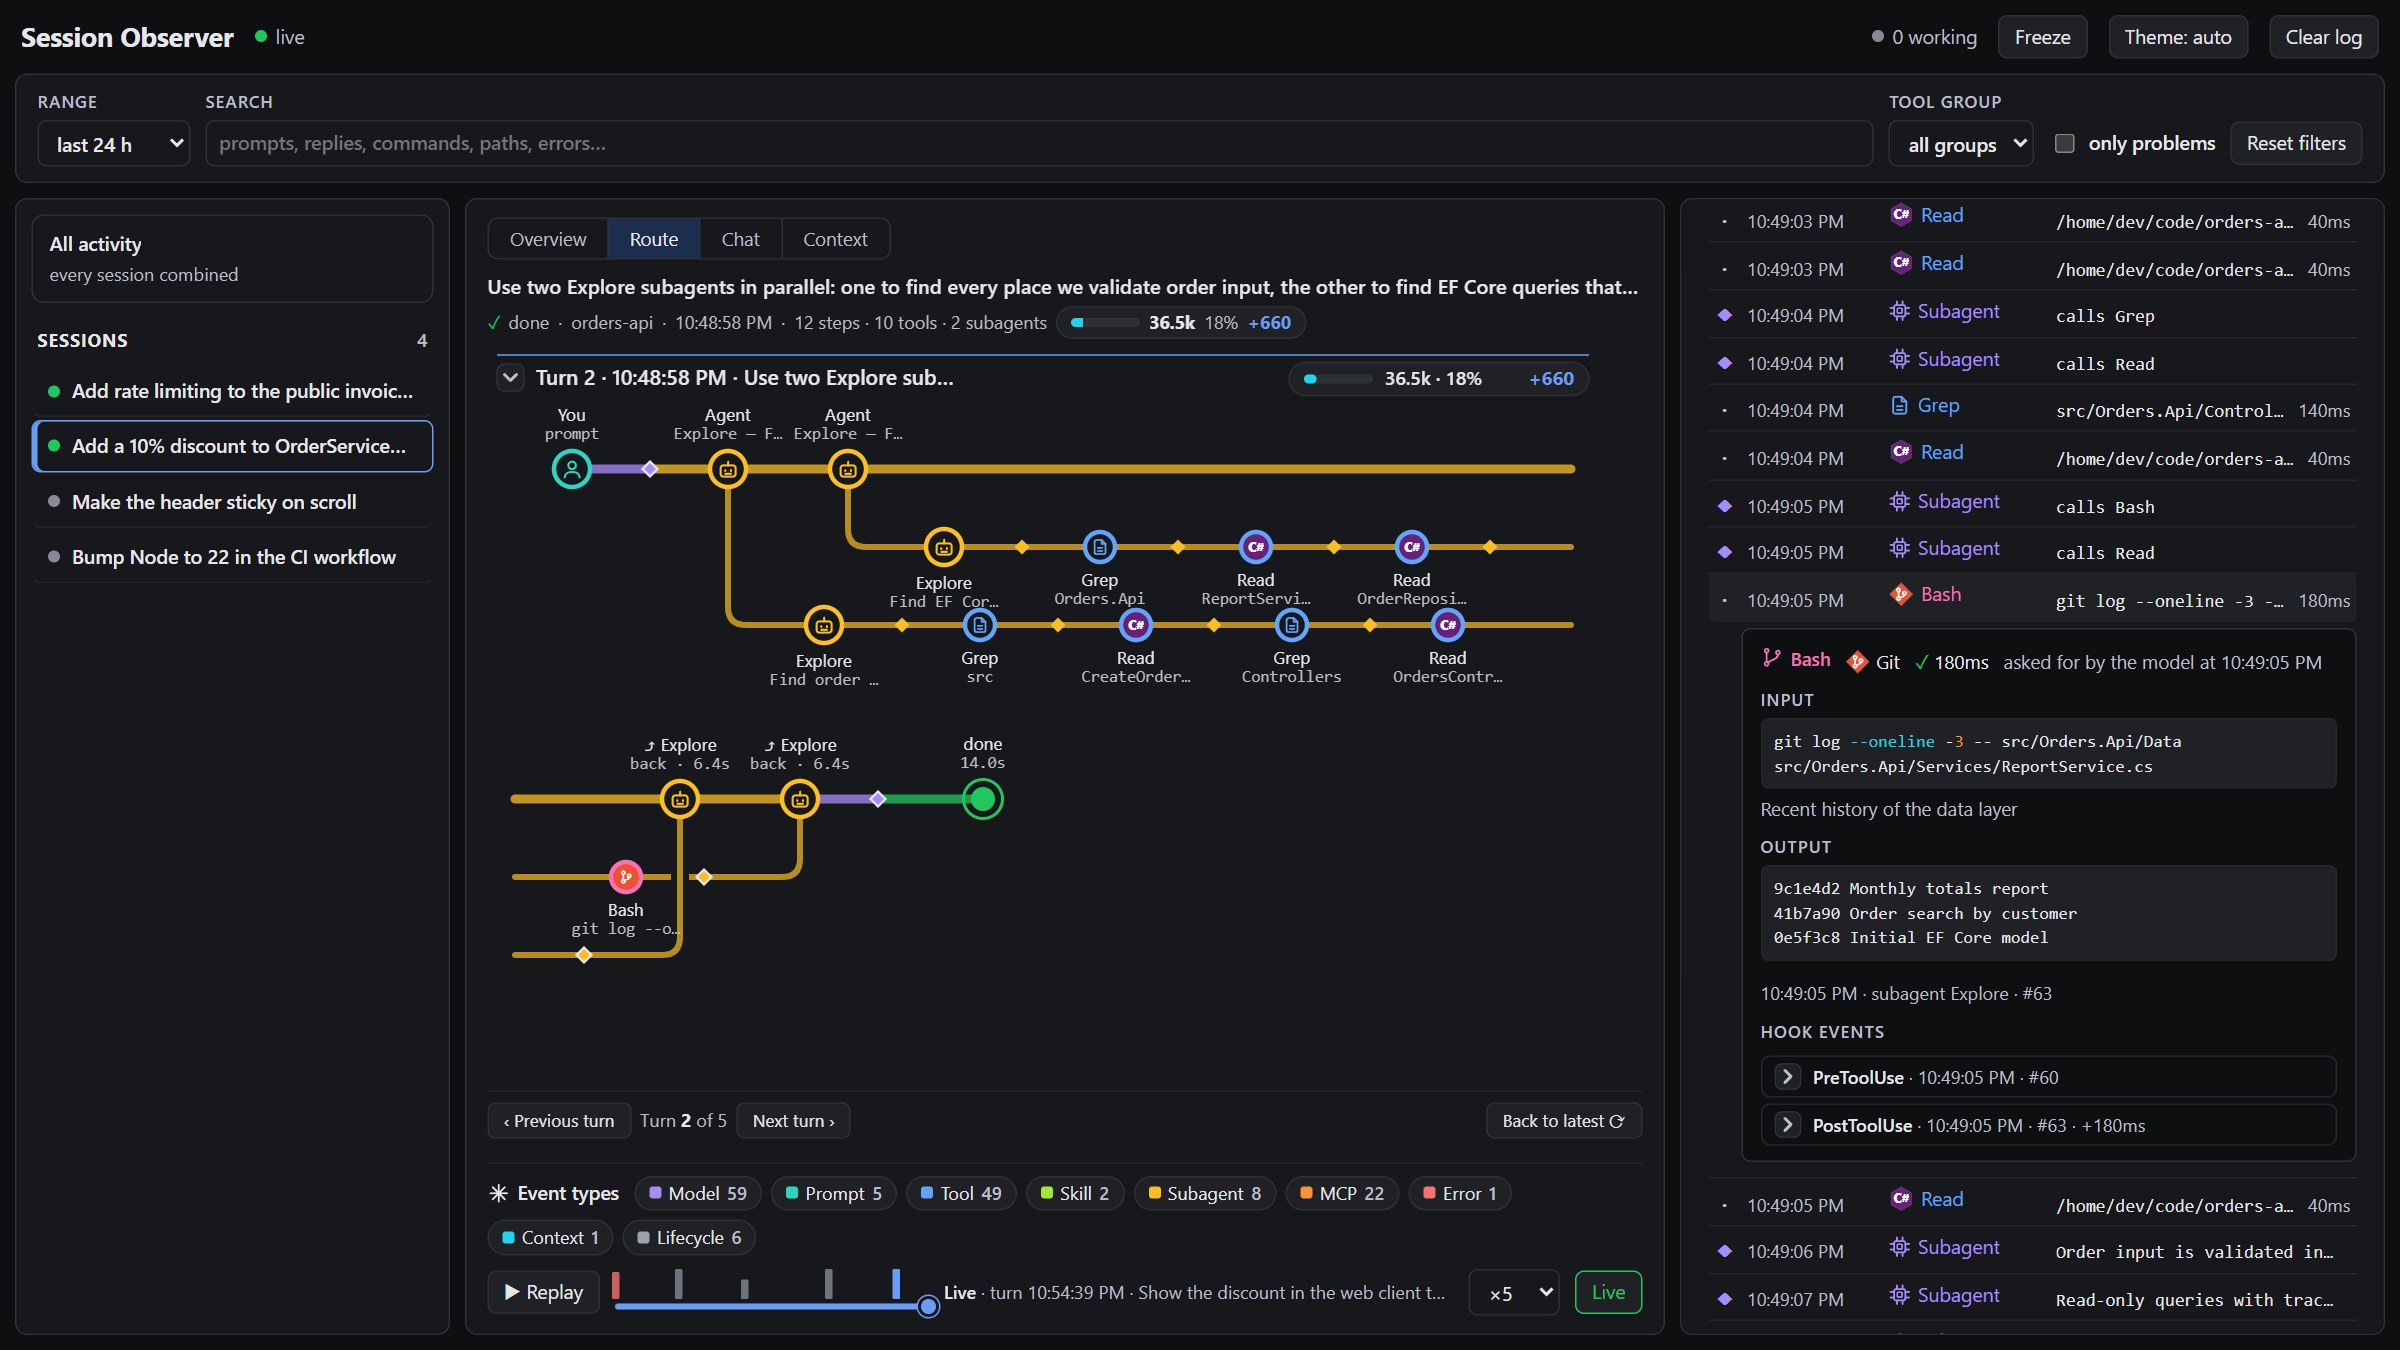 Session Observer
live
0 working
Freeze
Theme: auto
Clear log
RANGE
SEARCH
TOOL GROUP
last 24 h
prompts, replies, commands, paths, errors...
all groups
only problems
Reset filters
All activity
every session combined
SESSIONS
4
Add rate limiting to the public invoic...
Add a 10% discount to OrderService...
Make the header sticky on scroll
Bump Node to 22 in the CI workflow
Overview
Route
Chat
Context
Use two Explore subagents in parallel: one to find every place we validate order input, the other to find EF Core queries that...
✓ done · orders-api · 10:48:58 PM · 12 steps · 10 tools · 2 subagents 36.5k 18% +660
Turn 2 · 10:48:58 PM · Use two Explore sub...
36.5k · 18% +660
You
prompt
Agent
Explore – F...
Agent
Explore – F...
Explore
Find EF Cor...
Grep
Orders.Api
C#
Read
ReportServi...
C#
Read
OrderReposi...
Explore
Find order ...
Grep
src
C#
Read
CreateOrder...
Grep
Controllers
C#
Read
OrdersContr...
⤴ Explore
back · 6.4s
⤴ Explore
back · 6.4s
done
14.0s
Bash
git log --o...
‹ Previous turn
Turn 2 of 5
Next turn ›
Back to latest ⟳
Event types
Model 59
Prompt 5
Tool 49
Skill 2
Subagent 8
MCP 22
Error 1
Context 1
Lifecycle 6
▶ Replay
Live · turn 10:54:39 PM · Show the discount in the web client t...
×5
Live
· 10:49:03 PM C# Read /home/dev/code/orders-a... 40ms
· 10:49:03 PM C# Read /home/dev/code/orders-a... 40ms
10:49:04 PM Subagent calls Grep
10:49:04 PM Subagent calls Read
· 10:49:04 PM Grep src/Orders.Api/Control... 140ms
· 10:49:04 PM C# Read /home/dev/code/orders-a... 40ms
10:49:05 PM Subagent calls Bash
10:49:05 PM Subagent calls Read
· 10:49:05 PM Bash git log --oneline -3 -... 180ms
Bash Git ✓ 180ms asked for by the model at 10:49:05 PM
INPUT
git log --oneline -3 -- src/Orders.Api/Data
src/Orders.Api/Services/ReportService.cs
Recent history of the data layer
OUTPUT
9c1e4d2 Monthly totals report
41b7a90 Order search by customer
0e5f3c8 Initial EF Core model
10:49:05 PM · subagent Explore · #63
HOOK EVENTS
PreToolUse · 10:49:05 PM · #60
PostToolUse · 10:49:05 PM · #63 · +180ms
· 10:49:05 PM C# Read /home/dev/code/orders-a... 40ms
10:49:06 PM Subagent Order input is validated in...
10:49:07 PM Subagent Read-only queries with trac...